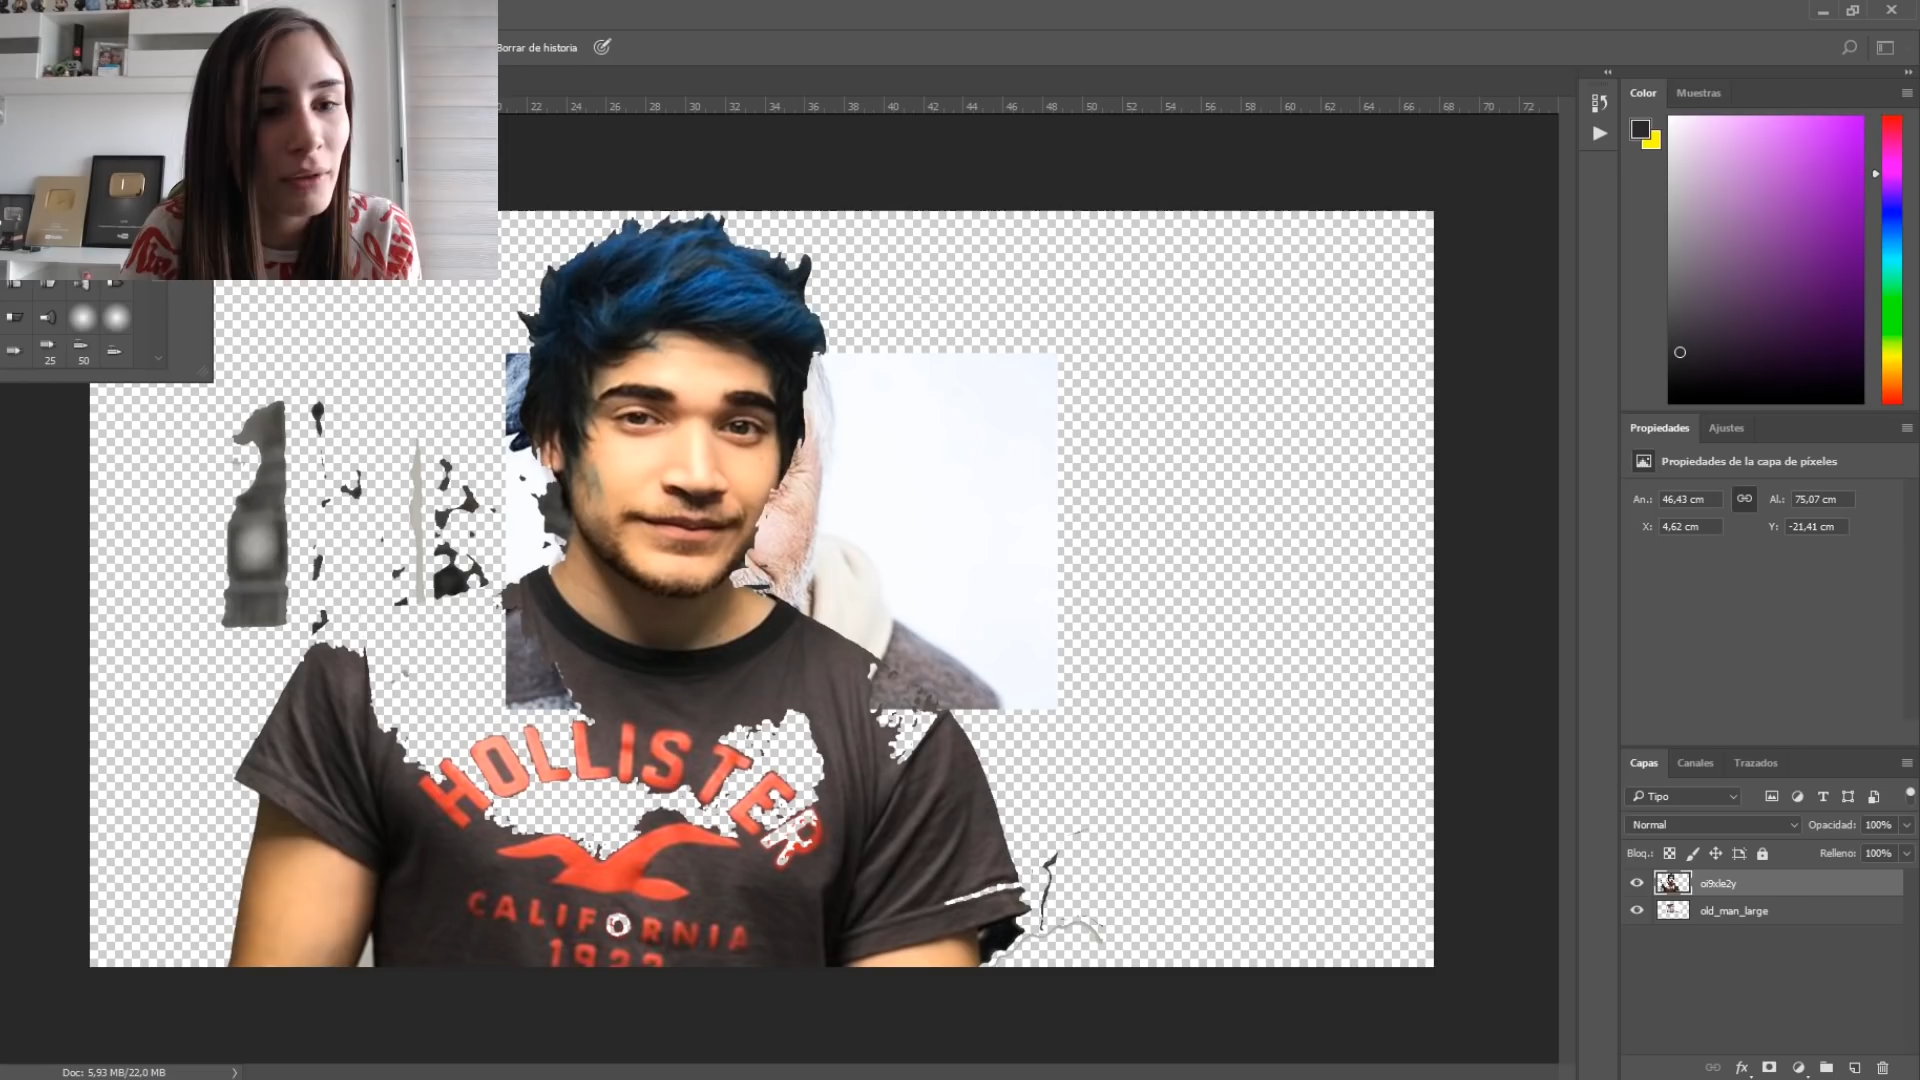 Borrar de historia
22 24 26 28 30 32 34 36 38 40 42 44 46 48 50 52 54 56 58 60 62 64 66 68 70 72
Color Muestras
25 50
Propiedades Ajustes
Propiedades de la capa de píxeles
An.: 46,43 cm Al.: 75,07 cm
X: 4,62 cm Y: -21,41 cm
HOLLISTER
CALIFORNIA
1922
Capas Canales Trazados
Tipo
Normal Opacidad: 100%
Bloq.: Relleno: 100%
oi9xle2y
old_man_large
fx
Doc: 5,93 MB/22,0 MB